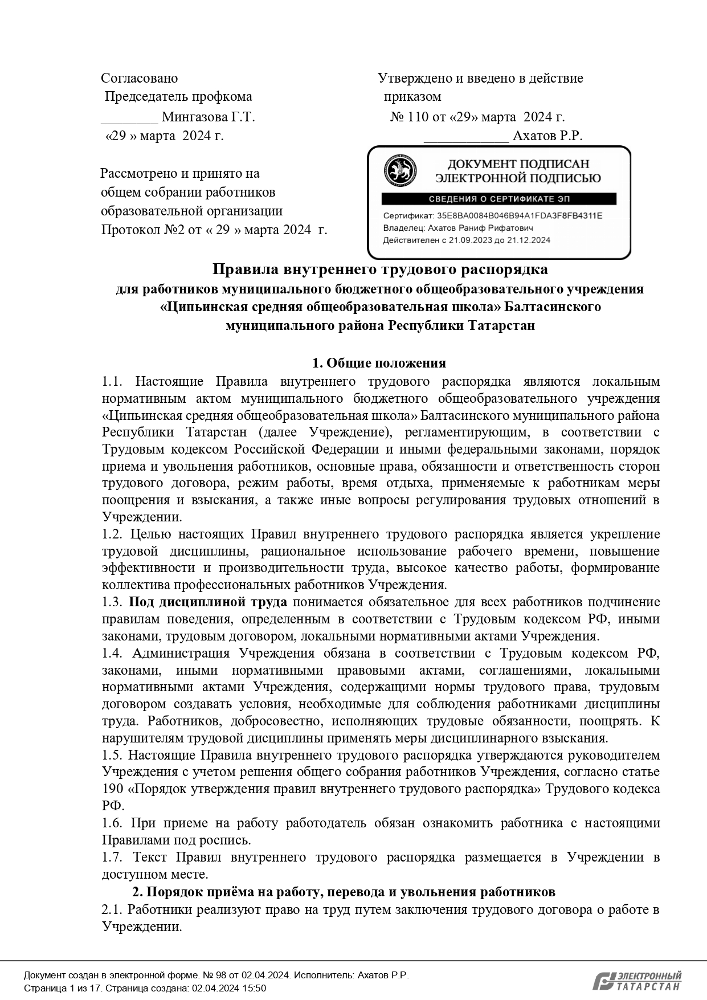 Согласовано
Председатель профкома
________ Мингазова Г.Т.
«29 » марта 2024 г.
Утверждено и введено в действие
приказом
№ 110 от «29» марта 2024 г.
____________ Ахатов Р.Р.
Рассмотрено и принято на
общем собрании работников
образовательной организации
Протокол №2 от « 29 » марта 2024 г.
ДОКУМЕНТ ПОДПИСАН
ЭЛЕКТРОННОЙ ПОДПИСЬЮ
СВЕДЕНИЯ О СЕРТИФИКАТЕ ЭП
Сертификат: 35E8BA0084B046B94A1FDA3F8FB4311E
Владелец: Ахатов Раниф Рифатович
Действителен с 21.09.2023 до 21.12.2024
Правила внутреннего трудового распорядка
для работников муниципального бюджетного общеобразовательного учреждения
«Ципьинская средняя общеобразовательная школа» Балтасинского
муниципального района Республики Татарстан
1. Общие положения
1.1. Настоящие Правила внутреннего трудового распорядка являются локальным
нормативным актом муниципального бюджетного общеобразовательного учреждения
«Ципьинская средняя общеобразовательная школа» Балтасинского муниципального района
Республики Татарстан (далее Учреждение), регламентирующим, в соответствии с
Трудовым кодексом Российской Федерации и иными федеральными законами, порядок
приема и увольнения работников, основные права, обязанности и ответственность сторон
трудового договора, режим работы, время отдыха, применяемые к работникам меры
поощрения и взыскания, а также иные вопросы регулирования трудовых отношений в
Учреждении.
1.2. Целью настоящих Правил внутреннего трудового распорядка является укрепление
трудовой дисциплины, рациональное использование рабочего времени, повышение
эффективности и производительности труда, высокое качество работы, формирование
коллектива профессиональных работников Учреждения.
1.3. Под дисциплиной труда понимается обязательное для всех работников подчинение
правилам поведения, определенным в соответствии с Трудовым кодексом РФ, иными
законами, трудовым договором, локальными нормативными актами Учреждения.
1.4. Администрация Учреждения обязана в соответствии с Трудовым кодексом РФ,
законами, иными нормативными правовыми актами, соглашениями, локальными
нормативными актами Учреждения, содержащими нормы трудового права, трудовым
договором создавать условия, необходимые для соблюдения работниками дисциплины
труда. Работников, добросовестно, исполняющих трудовые обязанности, поощрять. К
нарушителям трудовой дисциплины применять меры дисциплинарного взыскания.
1.5. Настоящие Правила внутреннего трудового распорядка утверждаются руководителем
Учреждения с учетом решения общего собрания работников Учреждения, согласно статье
190 «Порядок утверждения правил внутреннего трудового распорядка» Трудового кодекса
РФ.
1.6. При приеме на работу работодатель обязан ознакомить работника с настоящими
Правилами под роспись.
1.7. Текст Правил внутреннего трудового распорядка размещается в Учреждении в
доступном месте.
2. Порядок приёма на работу, перевода и увольнения работников
2.1. Работники реализуют право на труд путем заключения трудового договора о работе в
Учреждении.
Документ создан в электронной форме. № 98 от 02.04.2024. Исполнитель: Ахатов Р.Р.
Страница 1 из 17. Страница создана: 02.04.2024 15:50
ЭЛЕКТРОННЫЙ
ТАТАРСТАН